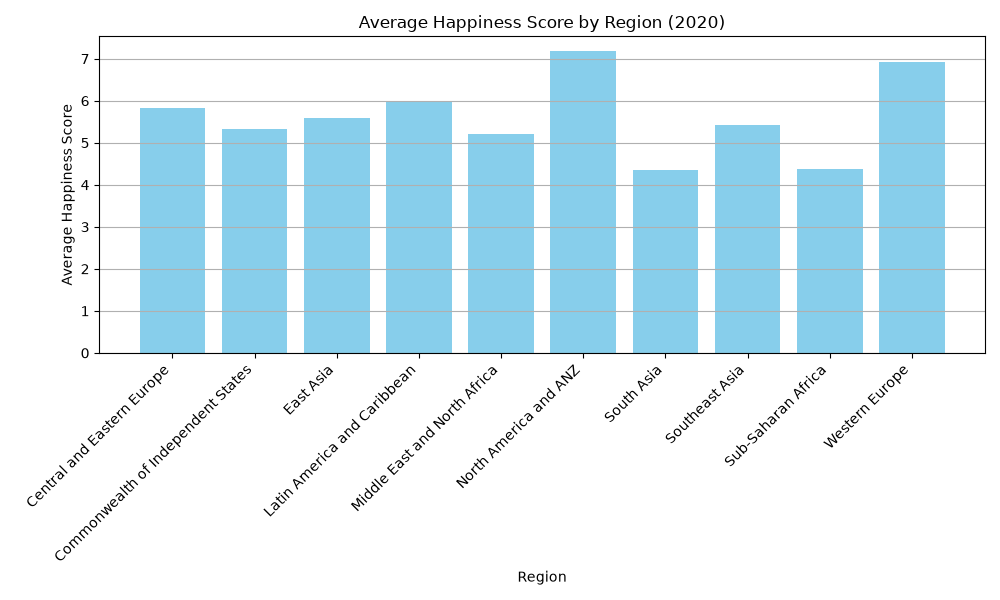 Average Happiness Score by Region (2020)
Average Happiness Score
7
6
5
4
3
2
1
0
Central and Eastern Europe
Commonwealth of Independent States
East Asia
Latin America and Caribbean
Middle East and North Africa
North America and ANZ
South Asia
Southeast Asia
Sub-Saharan Africa
Western Europe
Region